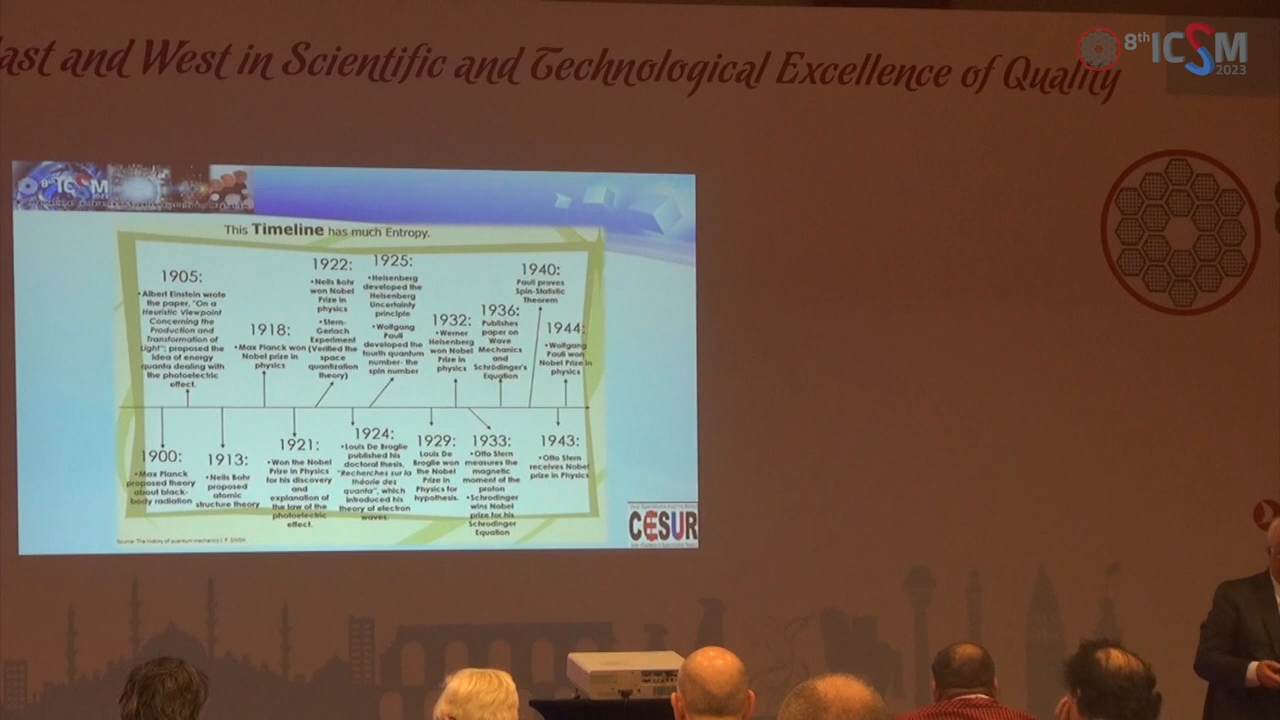 ast and West in Scientific and Technological Excellence of Quality
8th ICSM
2023
8th ICSM
This Timeline has much Entropy.
1905:
•Albert Einstein wrote
the paper, "On a
Heuristic Viewpoint
Concerning the
Production and
Transformation of
Light"; proposed the
idea of energy
quanta dealing with
the photoelectric
effect.
1918:
•Max Planck won
Nobel prize in
physics
1922:
•Neils Bohr
won Nobel
Prize in
physics
•Stern-
Gerlach
Experiment
(Verified the
space
quantization
theory)
1925:
•Heisenberg
developed the
Heisenberg
Uncertainty
principle
•Wolfgang
Pauli
developed the
fourth quantum
number- the
spin number
1932:
•Werner
Heisenberg
won Nobel
Prize in
physics
1936:
Publishes
paper on
Wave
Mechanics
and
Schrödinger's
Equation
1940:
Pauli proves
Spin-Statistic
Theorem
1944:
•Wolfgang
Pauli won
Nobel Prize in
physics
1900:
•Max Planck
proposed theory
about black-
body radiation
1913:
•Neils Bohr
proposed
atomic
structure theory
1921:
•Won the Nobel
Prize in Physics
for his discovery
and
explanation of
the law of the
photoelectric
effect.
1924:
•Louis De Broglie
published his
doctoral thesis,
"Recherches sur la
théorie des
quanta", which
introduced his
theory of electron
waves.
1929:
Louis De
Broglie won
the Nobel
Prize in
Physics for
hypothesis.
1933:
•Otto Stern
measures the
magnetic
moment of the
proton
•Schrodinger
wins Nobel
prize for his
Schrodinger
Equation
1943:
•Otto Stern
receives Nobel
prize in Physics
Source: The history of quantum mechanics I. P. SINGH
CESUR